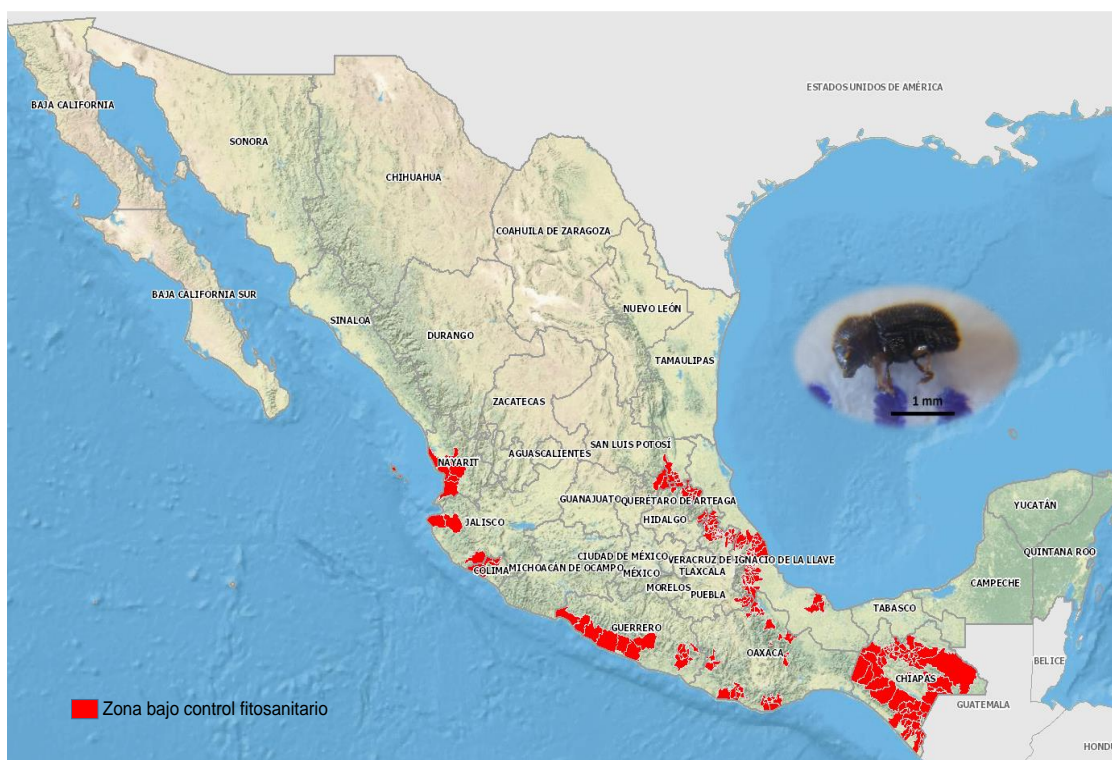 ESTADOS UNIDOS DE AMÉRICA
BAJA CALIFORNIA
SONORA
CHIHUAHUA
COAHUILA DE ZARAGOZA
BAJA CALIFORNIA SUR
NUEVO LEÓN
SINALOA
DURANGO
TAMAULIPAS
1 mm
ZACATECAS
SAN LUIS POTOSÍ
AGUASCALIENTES
NAYARIT
GUANAJUATO
QUERÉTARO DE ARTEAGA
YUCATÁN
JALISCO
HIDALGO
QUINTANA ROO
CIUDAD DE MÉXICO
VERACRUZ DE IGNACIO DE LA LLAVE
COLIMA
MICHOACÁN DE OCAMPO
MÉXICO
TLAXCALA
CAMPECHE
MORELOS
PUEBLA
TABASCO
GUERRERO
OAXACA
BELICE
CHIAPAS
Zona bajo control fitosanitario
GUATEMALA
HONDU